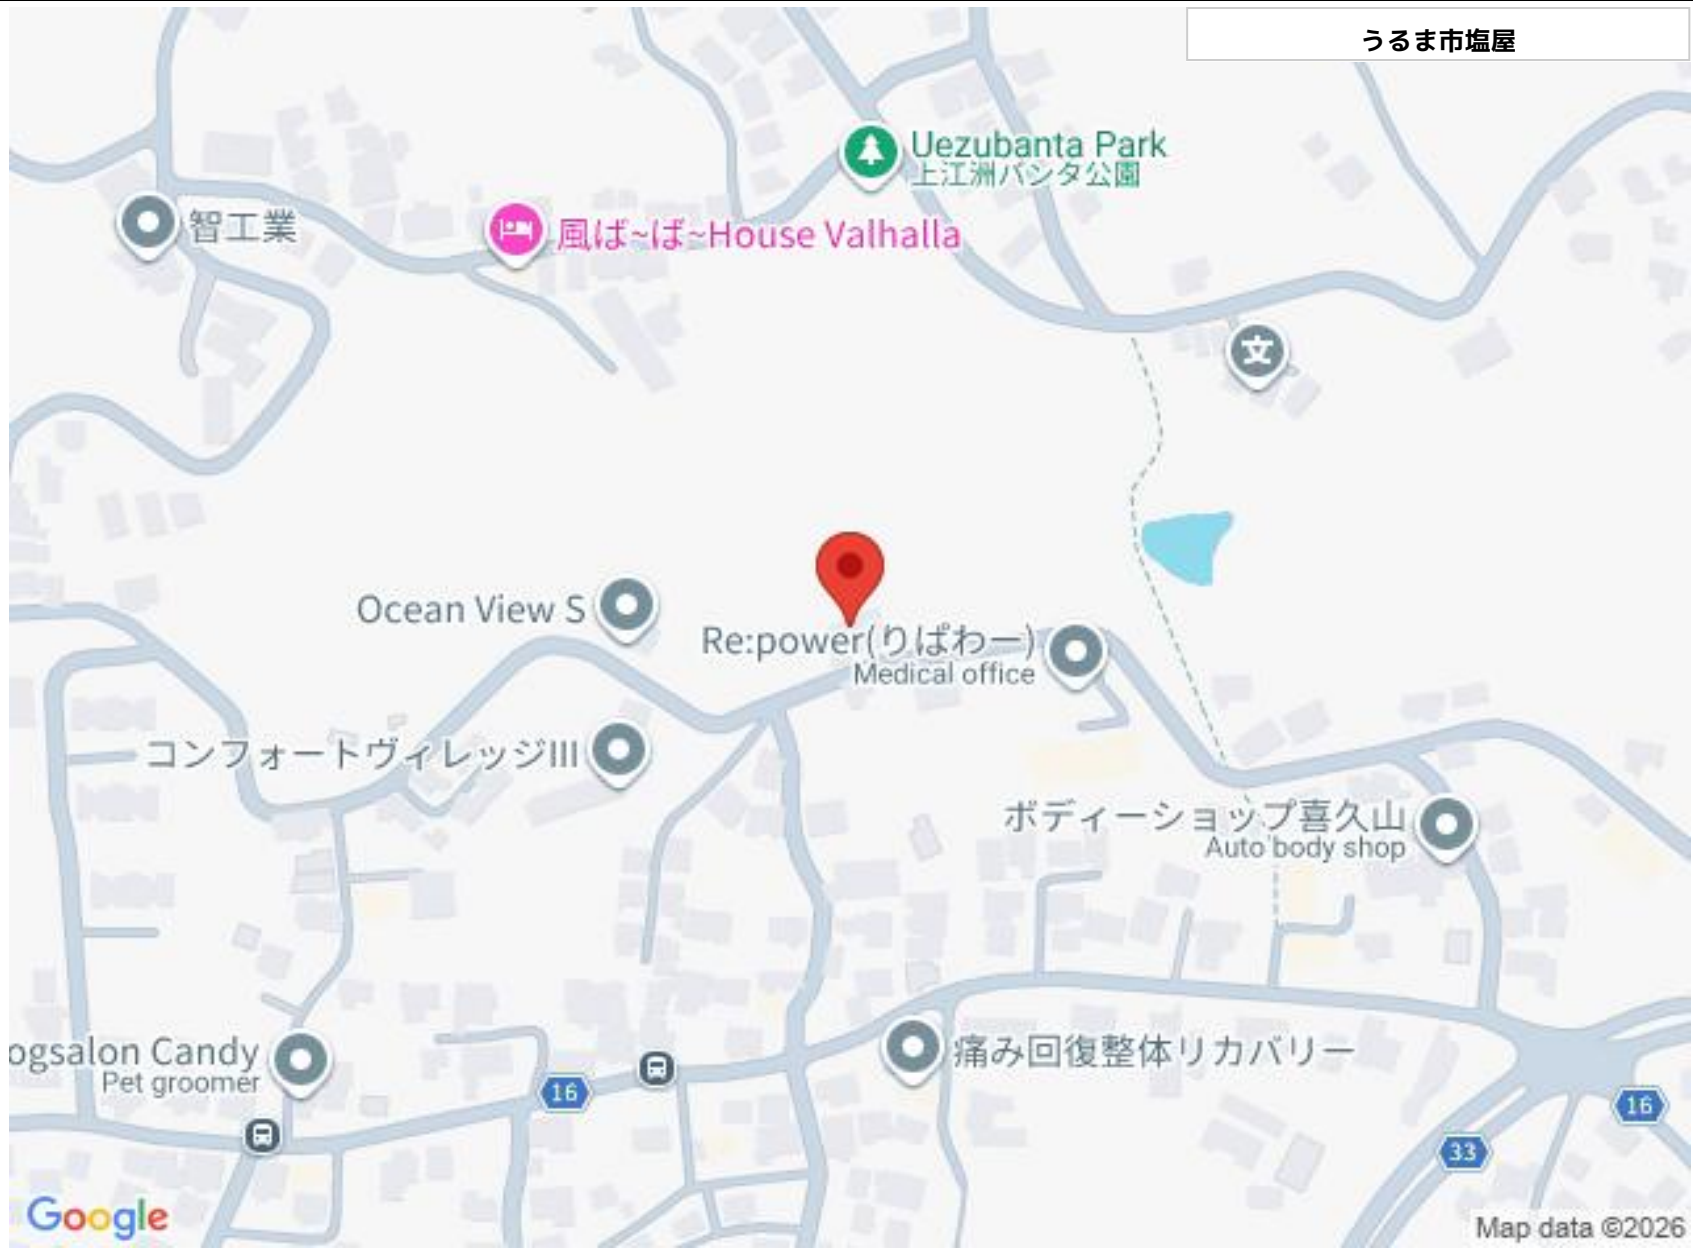 うるま市塩屋
Uezubanta Park
上江洲バンタ公園
智工業
風ば~ば~House Valhalla
文
Ocean View S
Re:power(りぱわー)
Medical office
コンフォートヴィレッジIII
ボディーショップ喜久山
Auto body shop
ogsalon Candy
Pet groomer
痛み回復整体リカバリー
16
16
33
Google
Map data ©2026